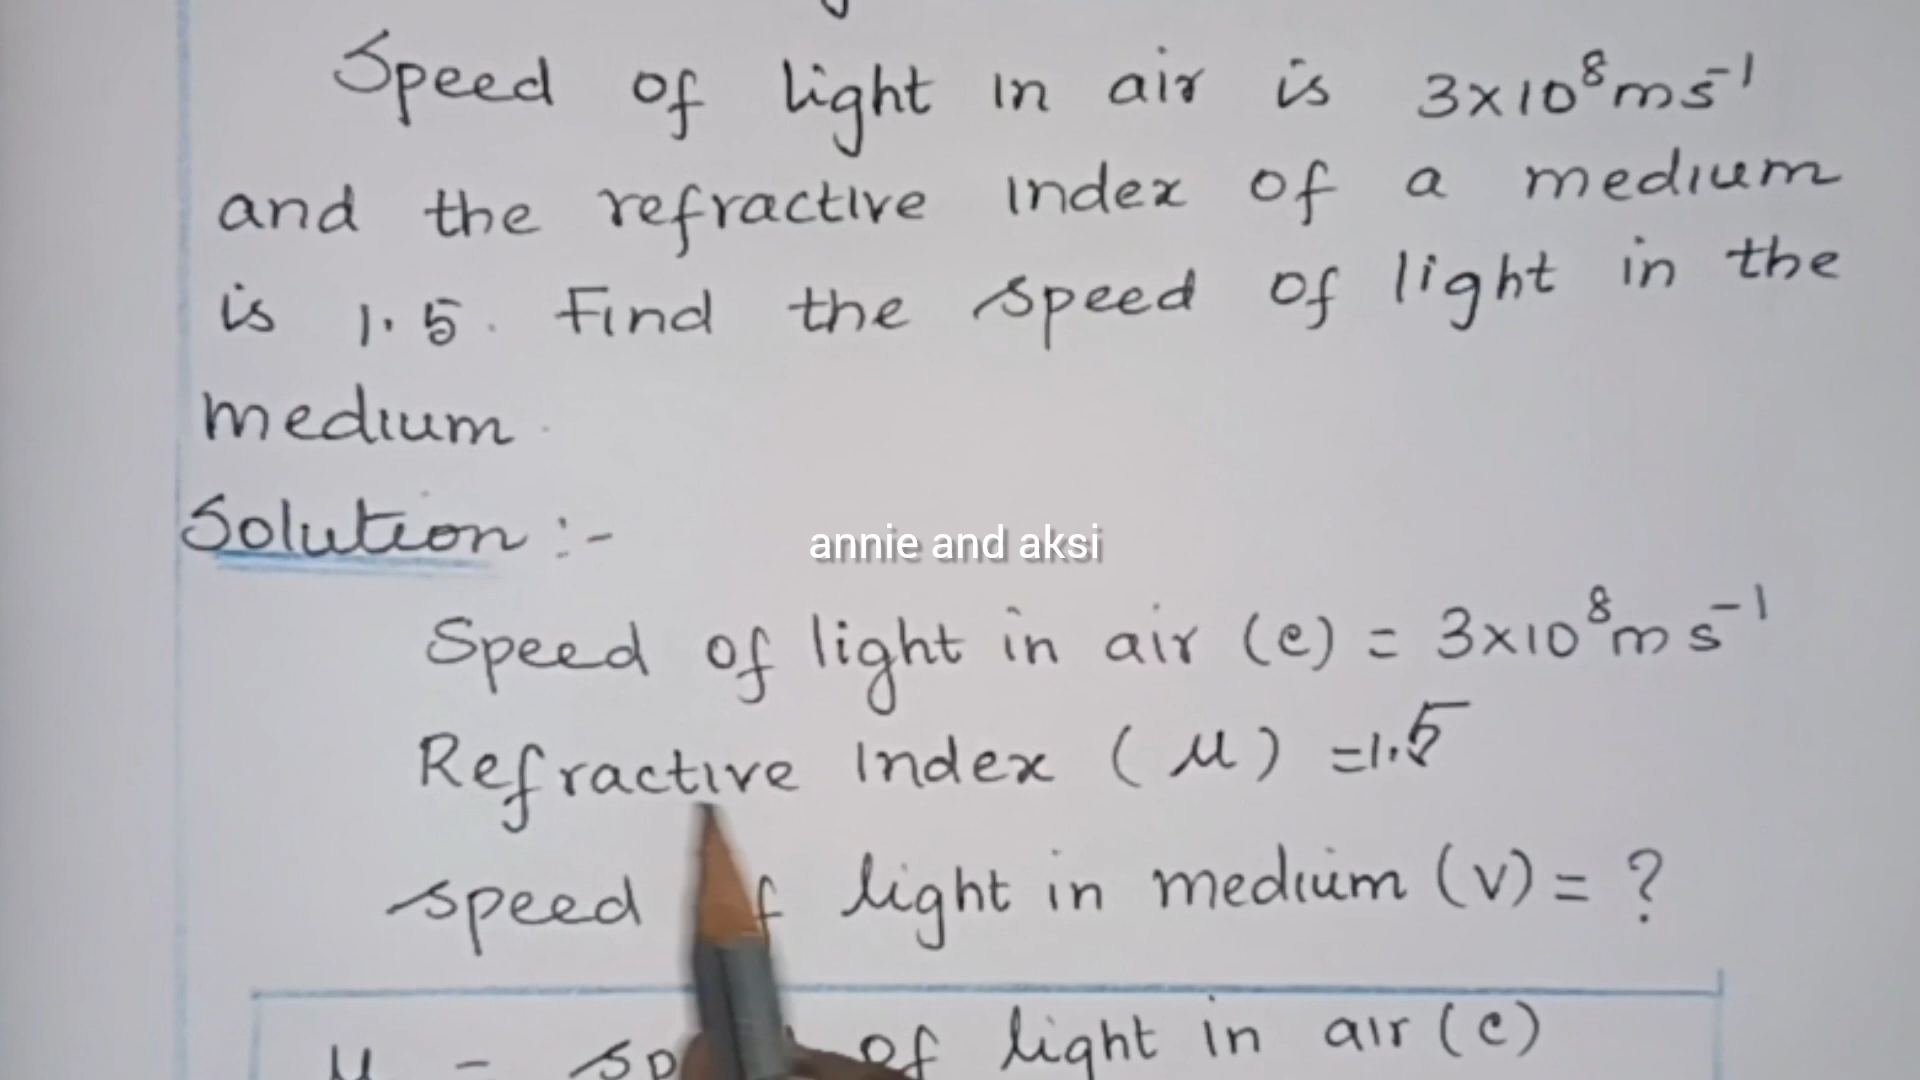 Speed of light in air is 3×10⁸ms⁻¹
and the refractive index of a medium
is 1.5. Find the speed of light in the
medium
Solution :-
annie and aksi
Speed of light in air (c) = 3×10⁸ms⁻¹
Refractive Index (μ) = 1.5
speed of light in medium (v) = ?
of light in air (c)